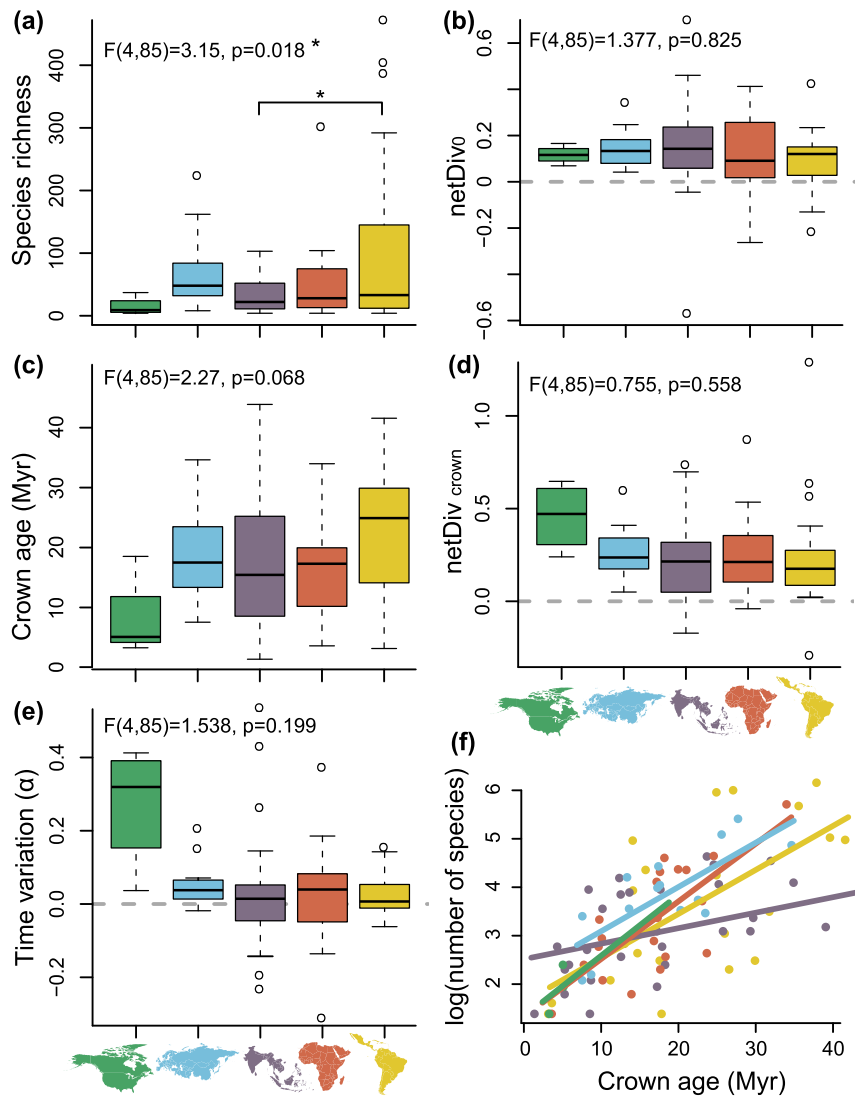 (a)
F(4,85)=3.15, p=0.018 *
*
Species richness
0
100
200
300
400
(b)
F(4,85)=1.377, p=0.825
netDiv0
−0.6
−0.2
0
0.2
0.6
(c)
F(4,85)=2.27, p=0.068
Crown age (Myr)
0
10
20
30
40
(d)
F(4,85)=0.755, p=0.558
netDiv crown
0.0
0.5
1.0
(e)
F(4,85)=1.538, p=0.199
Time variation (α)
−0.2
0.0
0.2
0.4
(f)
log(number of species)
2
3
4
5
6
0
10
20
30
40
Crown age (Myr)